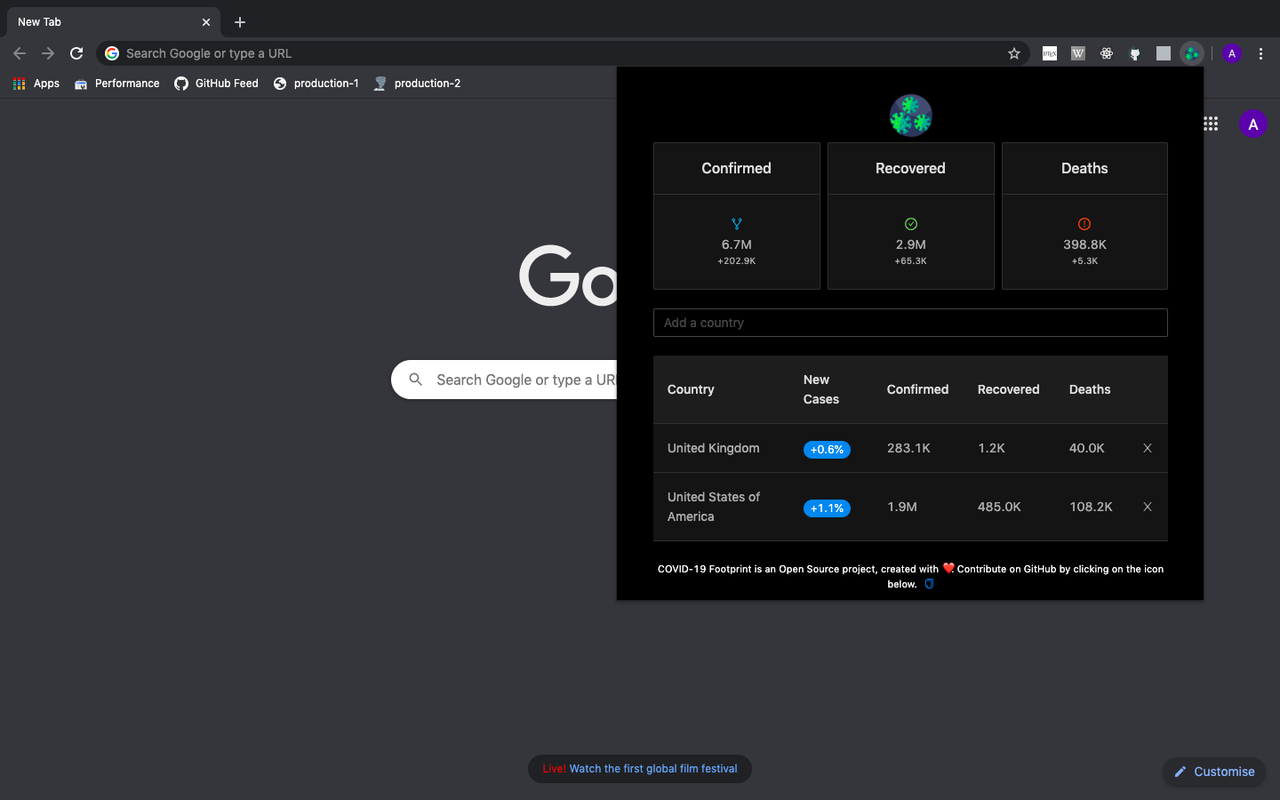 New Tab
Search Google or type a URL
W
A
Apps
Performance
GitHub Feed
production-1
production-2
A
Go
Search Google or type a UR
Confirmed
Recovered
Deaths
6.7M
2.9M
398.8K
+202.9K
+65.3K
+5.3K
Add a country
Country
New
Cases
Confirmed
Recovered
Deaths
United Kingdom
+0.6%
283.1K
1.2K
40.0K
X
United States of
America
+1.1%
1.9M
485.0K
108.2K
X
COVID-19 Footprint is an Open Source project, created with ❤️. Contribute on GitHub by clicking on the icon
below.
Live! Watch the first global film festival
Customise